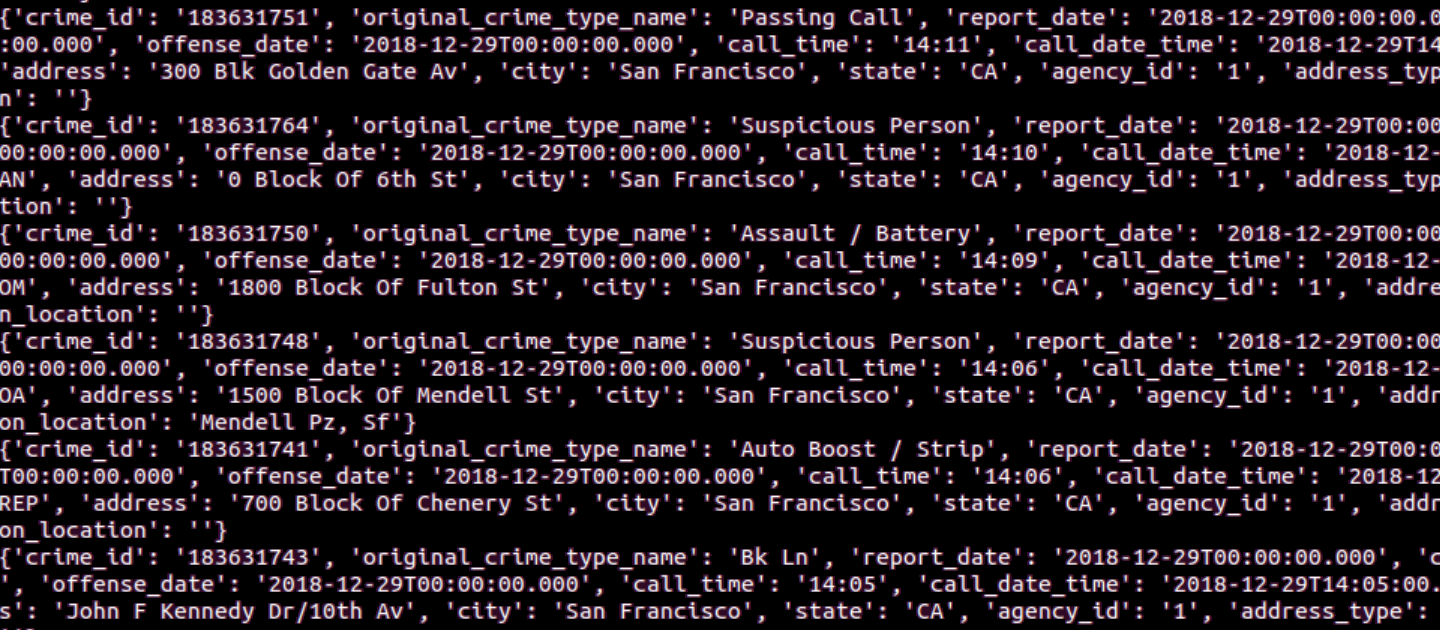 {'crime_id': '183631751', 'original_crime_type_name': 'Passing Call', 'report_date': '2018-12-29T00:00:00.0
:00.000', 'offense_date': '2018-12-29T00:00:00.000', 'call_time': '14:11', 'call_date_time': '2018-12-29T14
'address': '300 Blk Golden Gate Av', 'city': 'San Francisco', 'state': 'CA', 'agency_id': '1', 'address_typ
n': ''}
{'crime_id': '183631764', 'original_crime_type_name': 'Suspicious Person', 'report_date': '2018-12-29T00:00
00:00:00.000', 'offense_date': '2018-12-29T00:00:00.000', 'call_time': '14:10', 'call_date_time': '2018-12-
AN', 'address': '0 Block Of 6th St', 'city': 'San Francisco', 'state': 'CA', 'agency_id': '1', 'address_typ
tion': ''}
{'crime_id': '183631750', 'original_crime_type_name': 'Assault / Battery', 'report_date': '2018-12-29T00:00
00:00:00.000', 'offense_date': '2018-12-29T00:00:00.000', 'call_time': '14:09', 'call_date_time': '2018-12-
OM', 'address': '1800 Block Of Fulton St', 'city': 'San Francisco', 'state': 'CA', 'agency_id': '1', 'addre
n_location': ''}
{'crime_id': '183631748', 'original_crime_type_name': 'Suspicious Person', 'report_date': '2018-12-29T00:00
00:00:00.000', 'offense_date': '2018-12-29T00:00:00.000', 'call_time': '14:06', 'call_date_time': '2018-12-
OA', 'address': '1500 Block Of Mendell St', 'city': 'San Francisco', 'state': 'CA', 'agency_id': '1', 'addr
on_location': 'Mendell Pz, Sf'}
{'crime_id': '183631741', 'original_crime_type_name': 'Auto Boost / Strip', 'report_date': '2018-12-29T00:0
T00:00:00.000', 'offense_date': '2018-12-29T00:00:00.000', 'call_time': '14:06', 'call_date_time': '2018-12
REP', 'address': '700 Block Of Chenery St', 'city': 'San Francisco', 'state': 'CA', 'agency_id': '1', 'addr
on_location': ''}
{'crime_id': '183631743', 'original_crime_type_name': 'Bk Ln', 'report_date': '2018-12-29T00:00:00.000', 'c
', 'offense_date': '2018-12-29T00:00:00.000', 'call_time': '14:05', 'call_date_time': '2018-12-29T14:05:00.
s': 'John F Kennedy Dr/10th Av', 'city': 'San Francisco', 'state': 'CA', 'agency_id': '1', 'address_type':